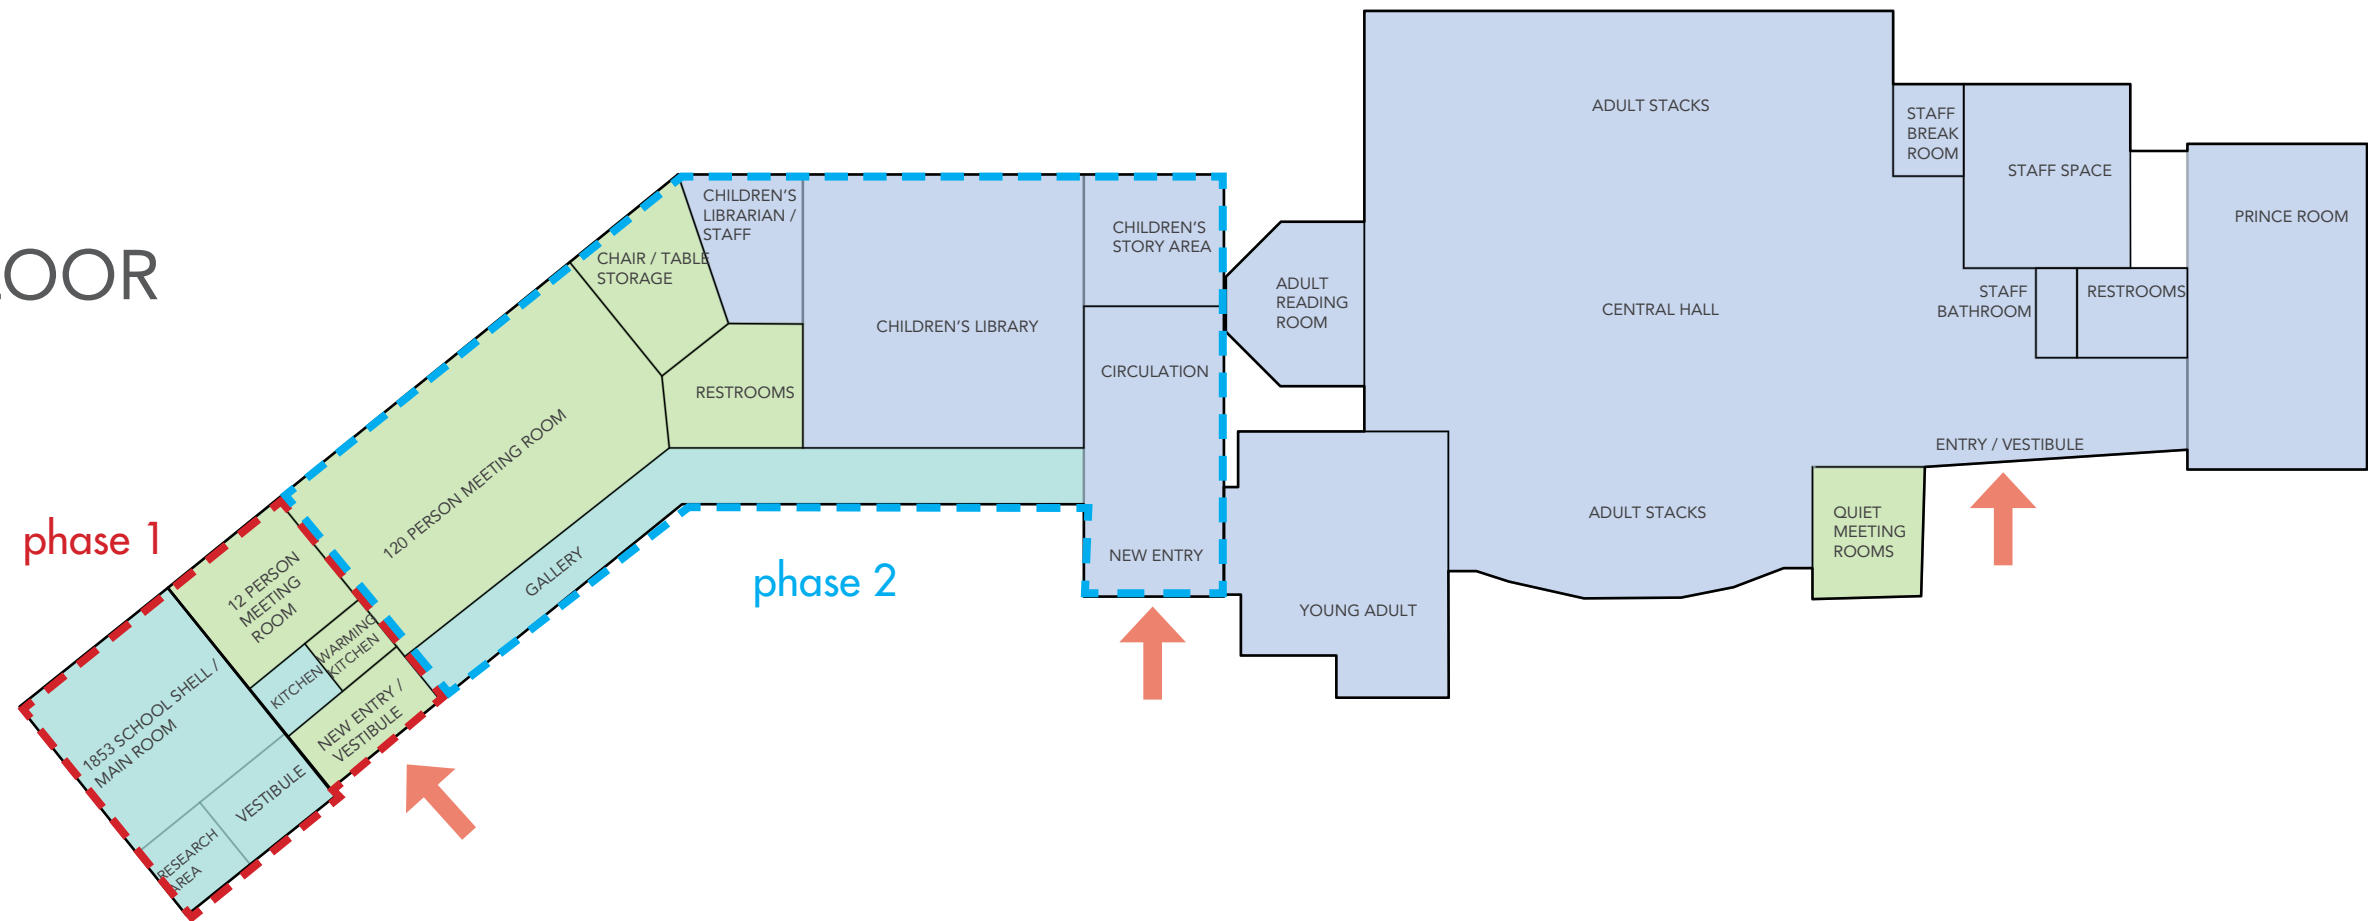 OOR
phase 1
phase 2
1853 SCHOOL SHELL /
MAIN ROOM
RESEARCH
AREA
VESTIBULE
12 PERSON
MEETING
ROOM
KITCHEN
WARMING
KITCHEN
NEW ENTRY /
VESTIBULE
120 PERSON MEETING ROOM
GALLERY
CHAIR / TABLE
STORAGE
CHILDREN'S
LIBRARIAN /
STAFF
RESTROOMS
CHILDREN'S LIBRARY
CHILDREN'S
STORY AREA
CIRCULATION
NEW ENTRY
ADULT
READING
ROOM
YOUNG ADULT
ADULT STACKS
CENTRAL HALL
ADULT STACKS
STAFF
BREAK
ROOM
STAFF SPACE
STAFF
BATHROOM
RESTROOMS
PRINCE ROOM
ENTRY / VESTIBULE
QUIET
MEETING
ROOMS